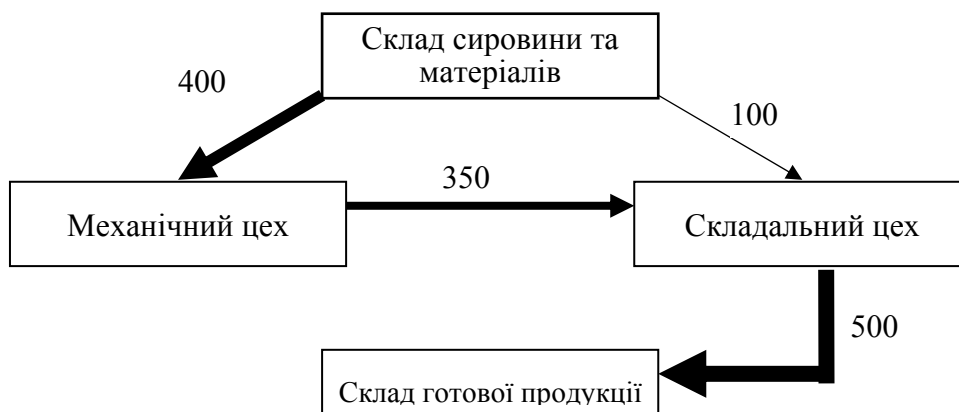 Склад сировини та
матеріалів
400
100
350
Механічний цех
Складальний цех
500
Склад готової продукції